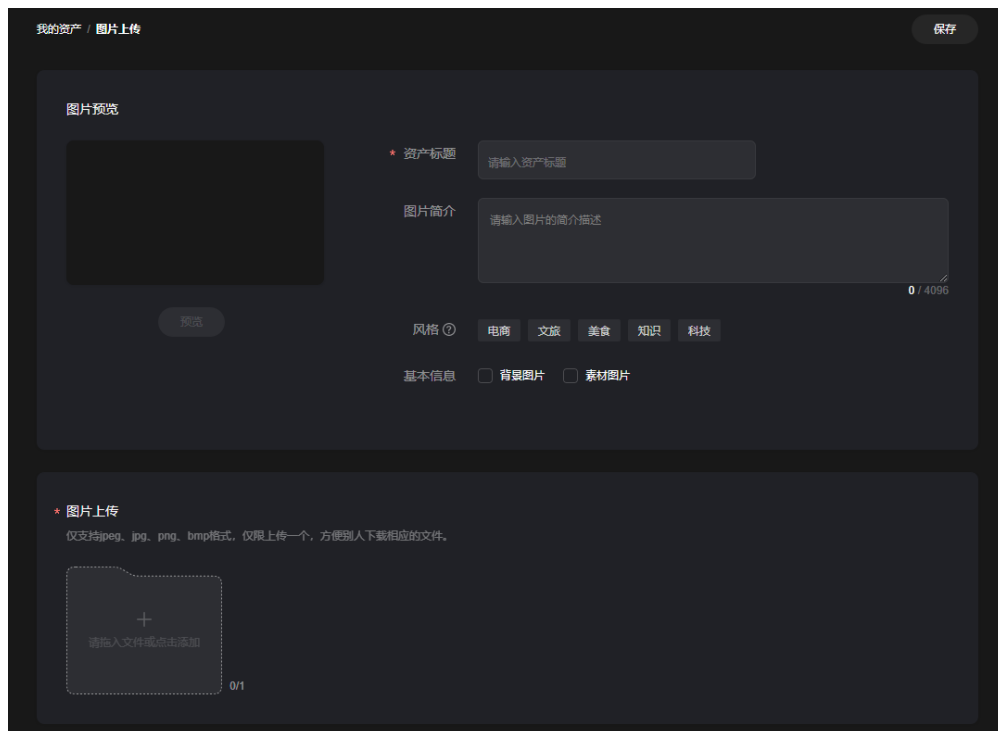 我的资产 / 图片上传
保存
图片预览
* 资产标题
请输入资产标题
图片简介
请输入图片的简介描述
0 / 4096
预览
风格 ?
电商 文旅 美食 知识 科技
基本信息
背景图片 素材图片
* 图片上传
仅支持jpeg、jpg、png、bmp格式，仅限上传一个，方便别人下载相应的文件。
请拖入文件或点击添加
0/1